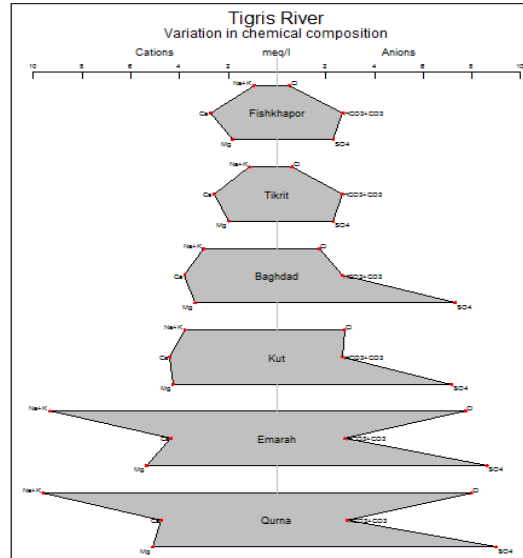 Tigris River
Variation in chemical composition
Cations meq/l Anions
10 8 6 4 2 2 4 6 8 10
Na+K Cl
Ca Fishkhapor HCO3+CO3
Mg SO4
Na+K Cl
Ca Tikrit HCO3+CO3
Mg SO4
Na+K Cl
Ca Baghdad HCO3+CO3
Mg SO4
Na+K Cl
Ca Kut HCO3+CO3
Mg SO4
Na+K Cl
Ca Emarah HCO3+CO3
Mg SO4
Na+K Cl
Ca Qurna HCO3+CO3
Mg SO4